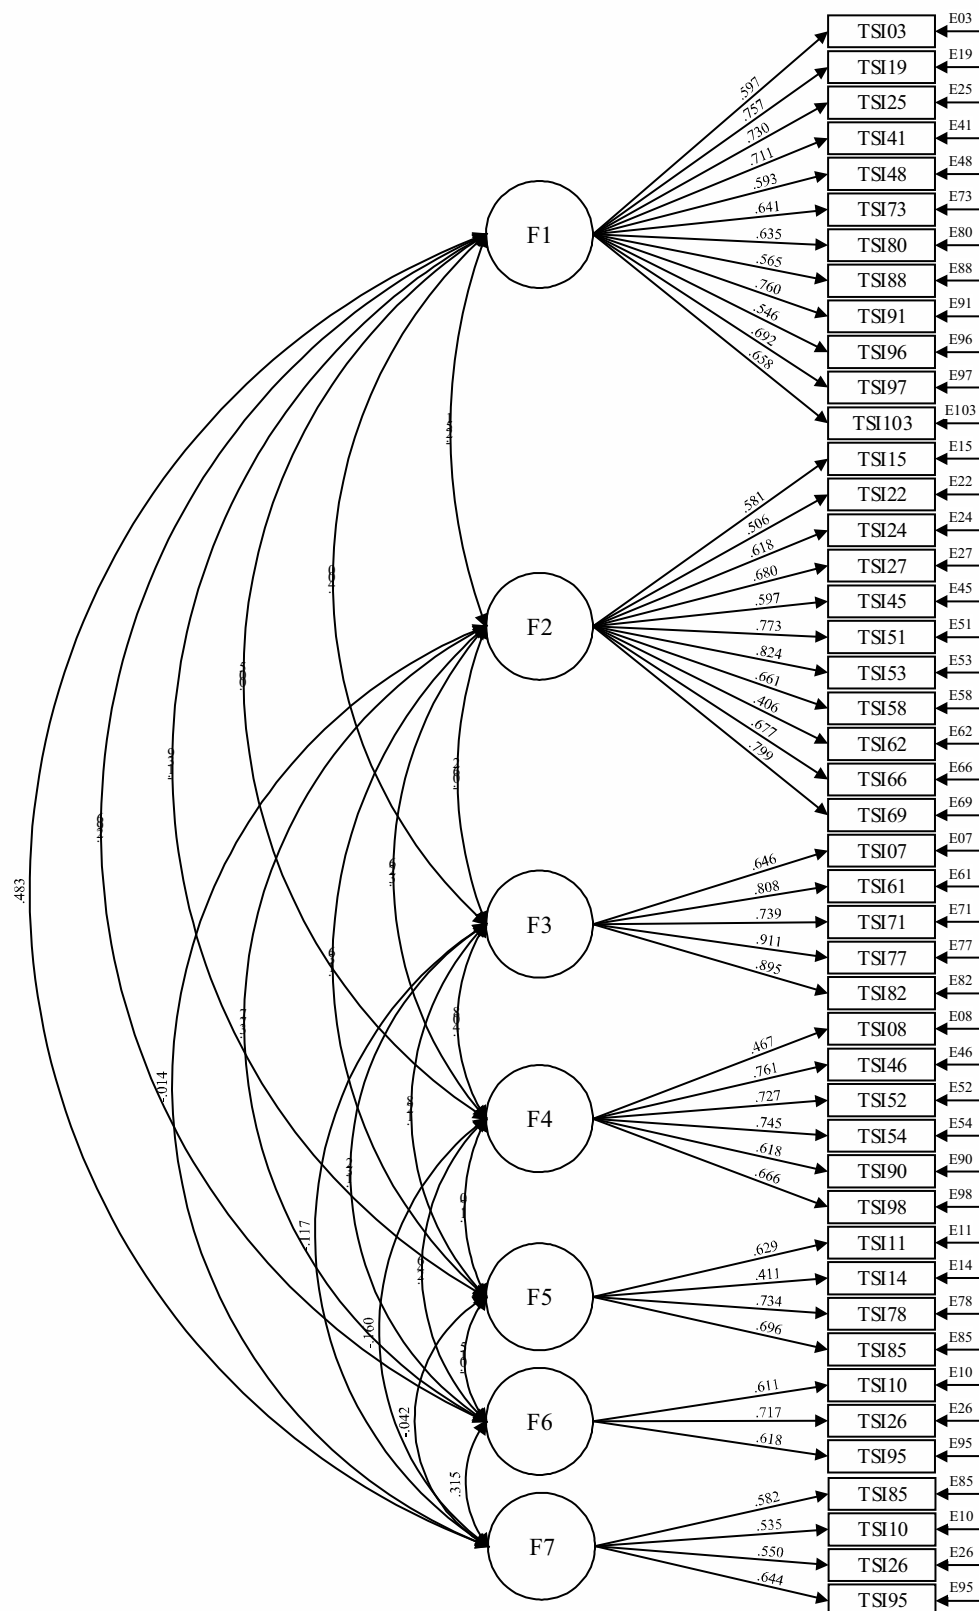 TSI03 E03
.597
TSI19 E19
.757
TSI25 E25
.730
TSI41 E41
.711
TSI48 E48
.593
F1
TSI73 E73
.641
TSI80 E80
.635
TSI88 E88
.565
TSI91 E91
.760
TSI96 E96
.546
TSI97 E97
.692
TSI103 E103
.658
TSI15 E15
.581
TSI22 E22
.506
TSI24 E24
.618
TSI27 E27
.680
TSI45 E45
.597
F2
TSI51 E51
.773
TSI53 E53
.824
TSI58 E58
.661
TSI62 E62
.406
TSI66 E66
.677
TSI69 E69
.799
TSI07 E07
.646
TSI61 E61
.808
F3
TSI71 E71
.739
TSI77 E77
.911
TSI82 E82
.895
TSI08 E08
.467
TSI46 E46
.761
F4
TSI52 E52
.727
TSI54 E54
.745
TSI90 E90
.618
TSI98 E98
.666
TSI11 E11
.629
TSI14 E14
.411
F5
TSI78 E78
.734
TSI85 E85
.696
TSI10 E10
.611
F6
TSI26 E26
.717
TSI95 E95
.618
TSI85 E85
.582
F7
TSI10 E10
.535
TSI26 E26
.550
TSI95 E95
.644
.483
-.014
-.117
-.160
-.042
.315